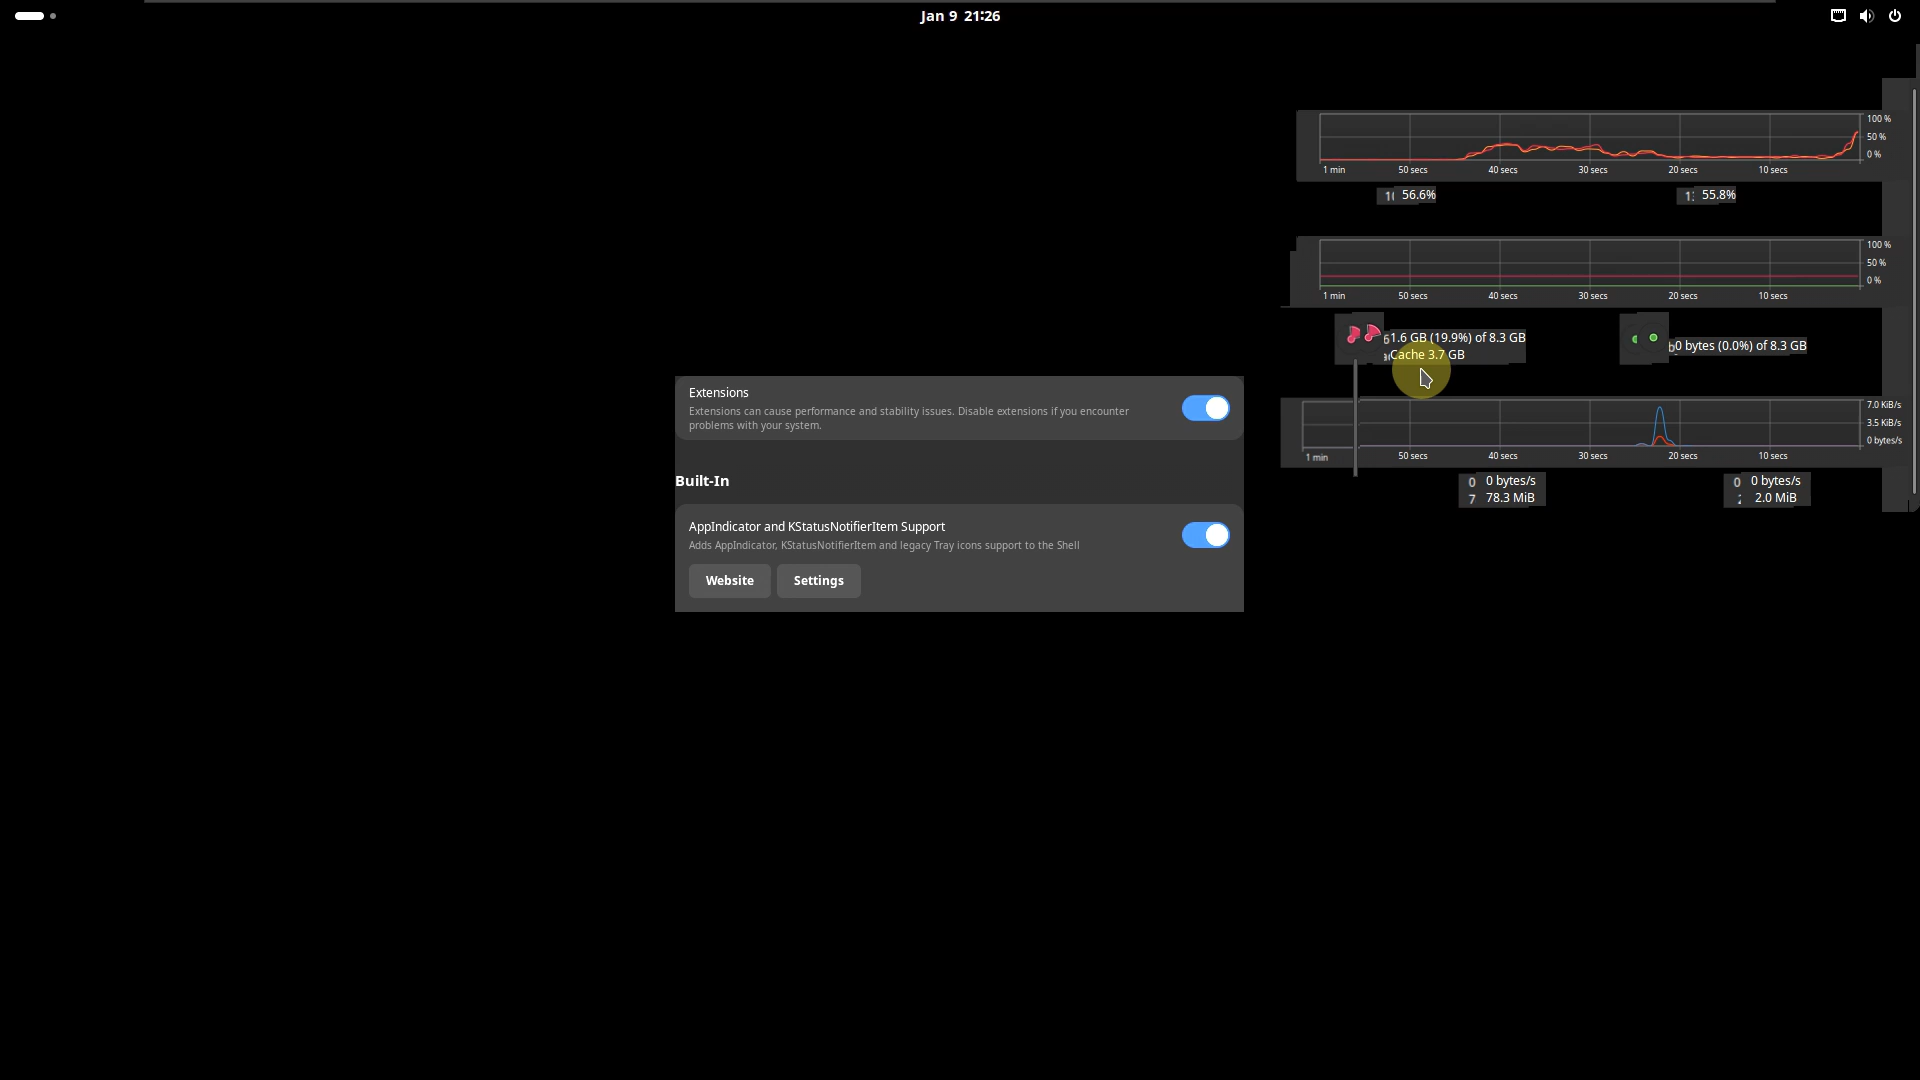 Jan 9 21:26
100 %
50 %
0 %
1 min 50 secs 40 secs 30 secs 20 secs 10 secs
56.6% 55.8%
100 %
50 %
0 %
1 min 50 secs 40 secs 30 secs 20 secs 10 secs
1.6 GB (19.9%) of 8.3 GB
Cache 3.7 GB
0 bytes (0.0%) of 8.3 GB
7.0 KiB/s
3.5 KiB/s
0 bytes/s
1 min 50 secs 40 secs 30 secs 20 secs 10 secs
0 0 bytes/s 0 0 bytes/s
7 78.3 MiB 2.0 MiB
Extensions
Extensions can cause performance and stability issues. Disable extensions if you encounter
problems with your system.
Built-In
AppIndicator and KStatusNotifierItem Support
Adds AppIndicator, KStatusNotifierItem and legacy Tray icons support to the Shell
Website Settings